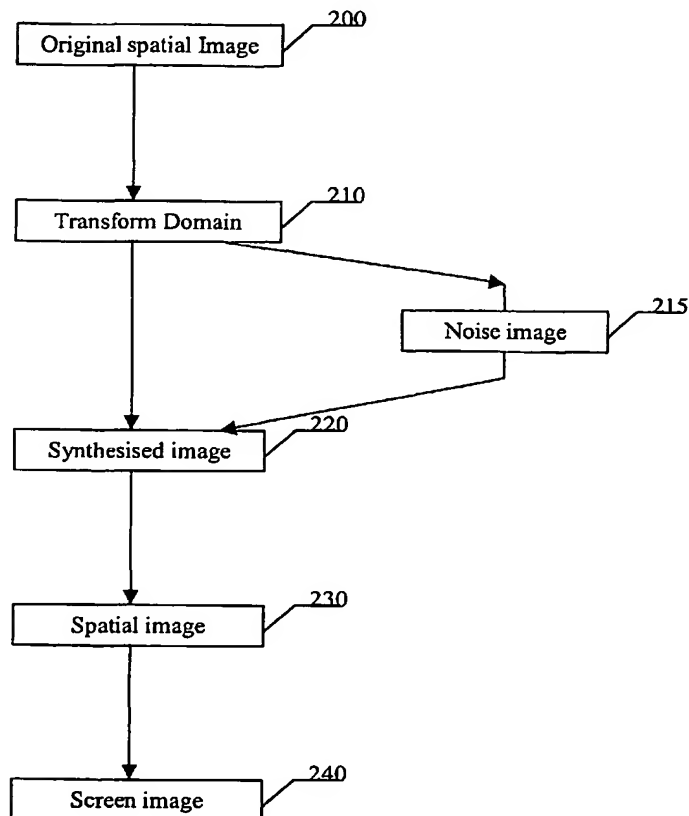 200
Original spatial Image
210
Transform Domain
215
Noise image
220
Synthesised image
230
Spatial image
240
Screen image